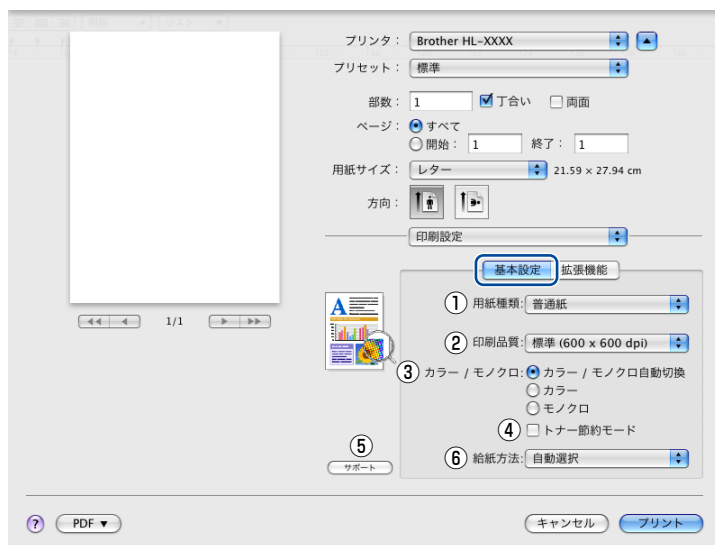 プリンタ： Brother HL-XXXX
プリセット： 標準
部数： 1 丁合い 両面
ページ： すべて
開始： 1 終了： 1
用紙サイズ： レター 21.59 x 27.94 cm
方向：
印刷設定
基本設定 拡張機能
① 用紙種類: 普通紙
1/1
② 印刷品質: 標準 (600 x 600 dpi)
③ カラー / モノクロ: カラー / モノクロ自動切換
カラー
モノクロ
④ トナー節約モード
⑤
サポート
⑥ 給紙方法: 自動選択
? PDF ▼ キャンセル プリント